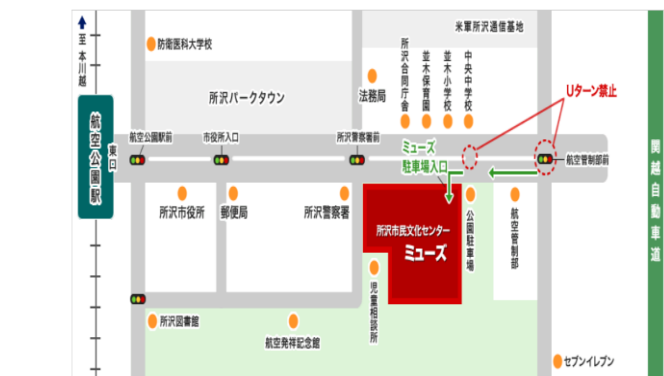 米軍所沢通信基地
至 本川越
防衛医科大学校
所沢合同庁舎
並木保育園
並木小学校
中央中学校
法務局
所沢パークタウン
Uターン禁止
航空公園駅
東口
航空公園駅前
市役所入口
所沢警察署前
ミューズ
駐車場入口
航空管制部前
関越自動車道
所沢市役所
郵便局
所沢警察署
所沢市民文化センター
ミューズ
公園駐車場
航空管制部
児童相談所
所沢図書館
航空発祥記念館
セブンイレブン